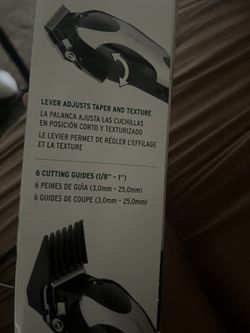 LEVER ADJUSTS TAPER AND TEXTURE
LA PALANCA AJUSTA LAS CUCHILLAS
EN POSICIÓN CORTO Y TEXTURIZADO
LE LEVIER PERMET DE RÉGLER L'EFFILAGE
ET LA TEXTURE
6 CUTTING GUIDES (1/8" – 1")
6 PEINES DE GUÍA (3,0mm – 25,0mm)
6 GUIDES DE COUPE (3,0mm – 25,0mm)